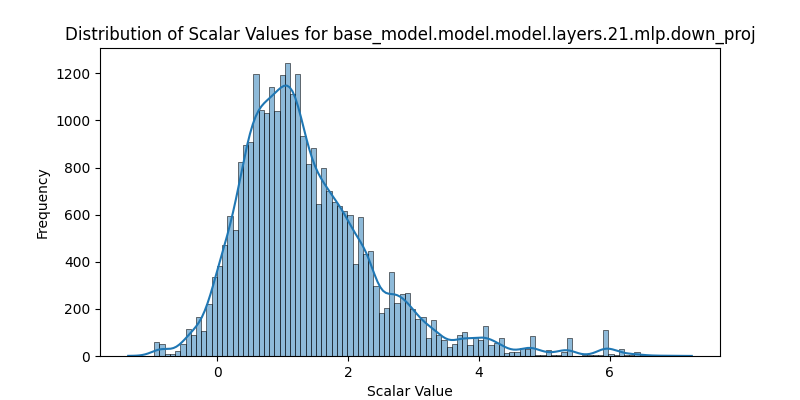 Distribution of Scalar Values for base_model.model.model.layers.21.mlp.down_proj
1200
1000
800
600
400
200
0
Frequency
0 2 4 6
Scalar Value